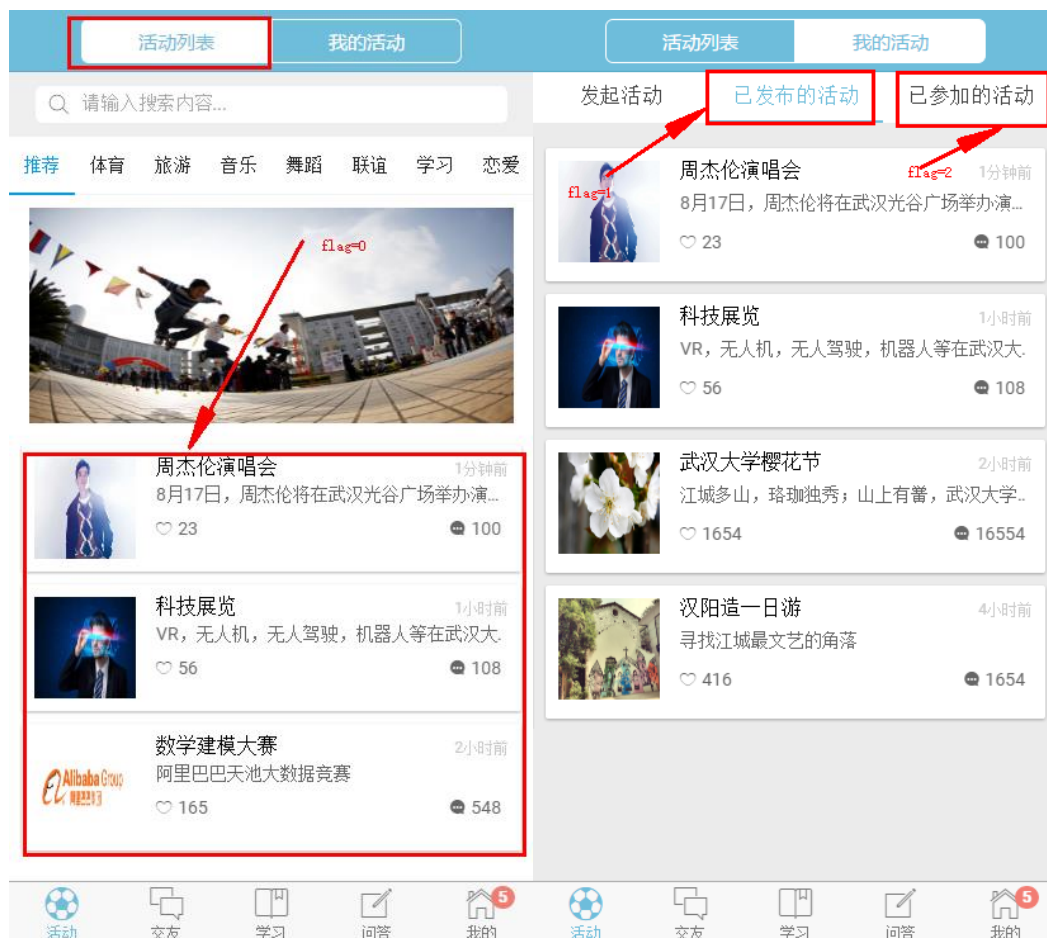 活动列表
我的活动
请输入搜索内容...
推荐 体育 旅游 音乐 舞蹈 联谊 学习 恋爱
flag=0
周杰伦演唱会
1分钟前
8月17日，周杰伦将在武汉光谷广场举办演...
23
100
科技展览
1小时前
VR，无人机，无人驾驶，机器人等在武汉大.
56
108
数学建模大赛
2小时前
阿里巴巴天池大数据竞赛
Alibaba Group
阿里巴巴集团
165
548
活动 交友 学习 问答 我的
5
活动列表
我的活动
发起活动 已发布的活动 已参加的活动
flag=1
flag=2
周杰伦演唱会
1分钟前
8月17日，周杰伦将在武汉光谷广场举办演...
23
100
科技展览
1小时前
VR，无人机，无人驾驶，机器人等在武汉大.
56
108
武汉大学樱花节
2小时前
江城多山，珞珈独秀；山上有黉，武汉大学..
1654
16554
汉阳造一日游
4小时前
寻找江城最文艺的角落
416
1654
活动 交友 学习 问答 我的
5